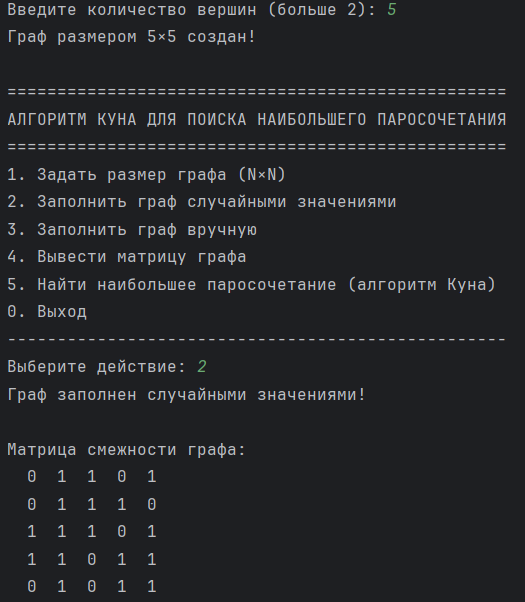 Введите количество вершин (больше 2): 5
Граф размером 5×5 создан!
==================================================
АЛГОРИТМ КУНА ДЛЯ ПОИСКА НАИБОЛЬШЕГО ПАРОСОЧЕТАНИЯ
==================================================
1. Задать размер графа (N×N)
2. Заполнить граф случайными значениями
3. Заполнить граф вручную
4. Вывести матрицу графа
5. Найти наибольшее паросочетание (алгоритм Куна)
0. Выход
--------------------------------------------------
Выберите действие: 2
Граф заполнен случайными значениями!
Матрица смежности графа:
0 1 1 0 1
0 1 1 1 0
1 1 1 0 1
1 1 0 1 1
0 1 0 1 1